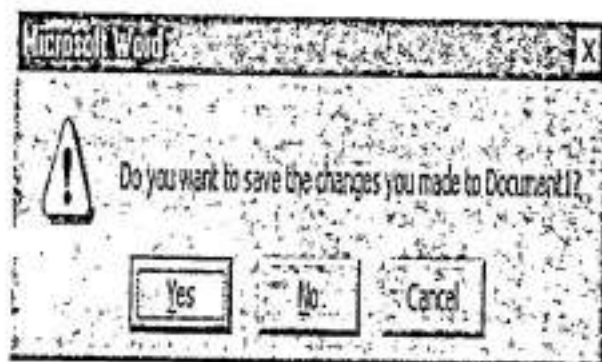 Microsoft Word
X
!
Do you want to save the changes you made to Document1?
Yes
No
Cancel